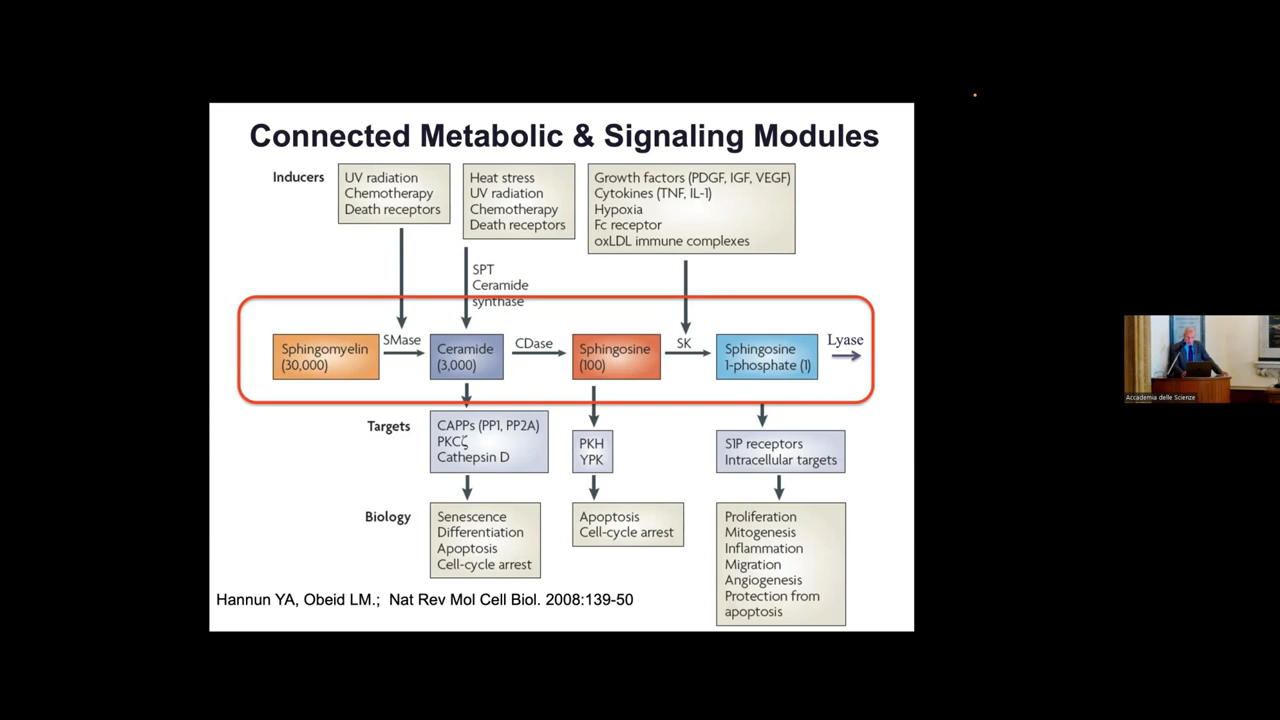 Connected Metabolic & Signaling Modules
Inducers
UV radiation
Chemotherapy
Death receptors
Heat stress
UV radiation
Chemotherapy
Death receptors
Growth factors (PDGF, IGF, VEGF)
Cytokines (TNF, IL-1)
Hypoxia
Fc receptor
oxLDL immune complexes
SPT
Ceramide
synthase
Sphingomyelin
(30,000)
SMase
Ceramide
(3,000)
CDase
Sphingosine
(100)
SK
Sphingosine
1-phosphate (1)
Lyase
Targets
CAPPs (PP1, PP2A)
PKCζ
Cathepsin D
PKH
YPK
S1P receptors
Intracellular targets
Biology
Senescence
Differentiation
Apoptosis
Cell-cycle arrest
Apoptosis
Cell-cycle arrest
Proliferation
Mitogenesis
Inflammation
Migration
Angiogenesis
Protection from
apoptosis
Hannun YA, Obeid LM.; Nat Rev Mol Cell Biol. 2008:139-50
Accademia delle Scienze